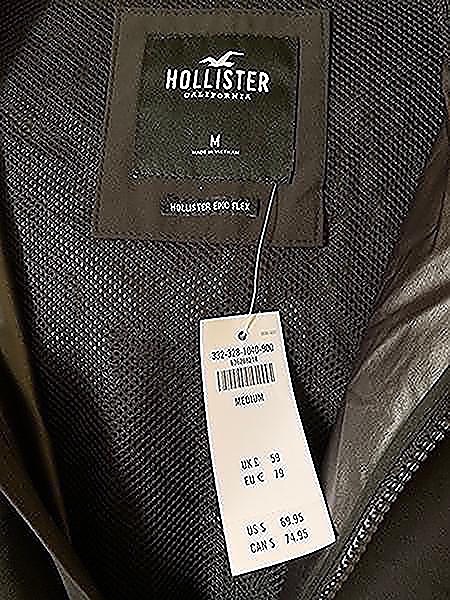 HOLLISTER
CALIFORNIA
M
MADE IN VIETNAM
HOLLISTER EPIC FLEX
332-328-1040-900
MEDIUM
UK £ 59
EU € 79
US $ 69.95
CAN $ 74.95